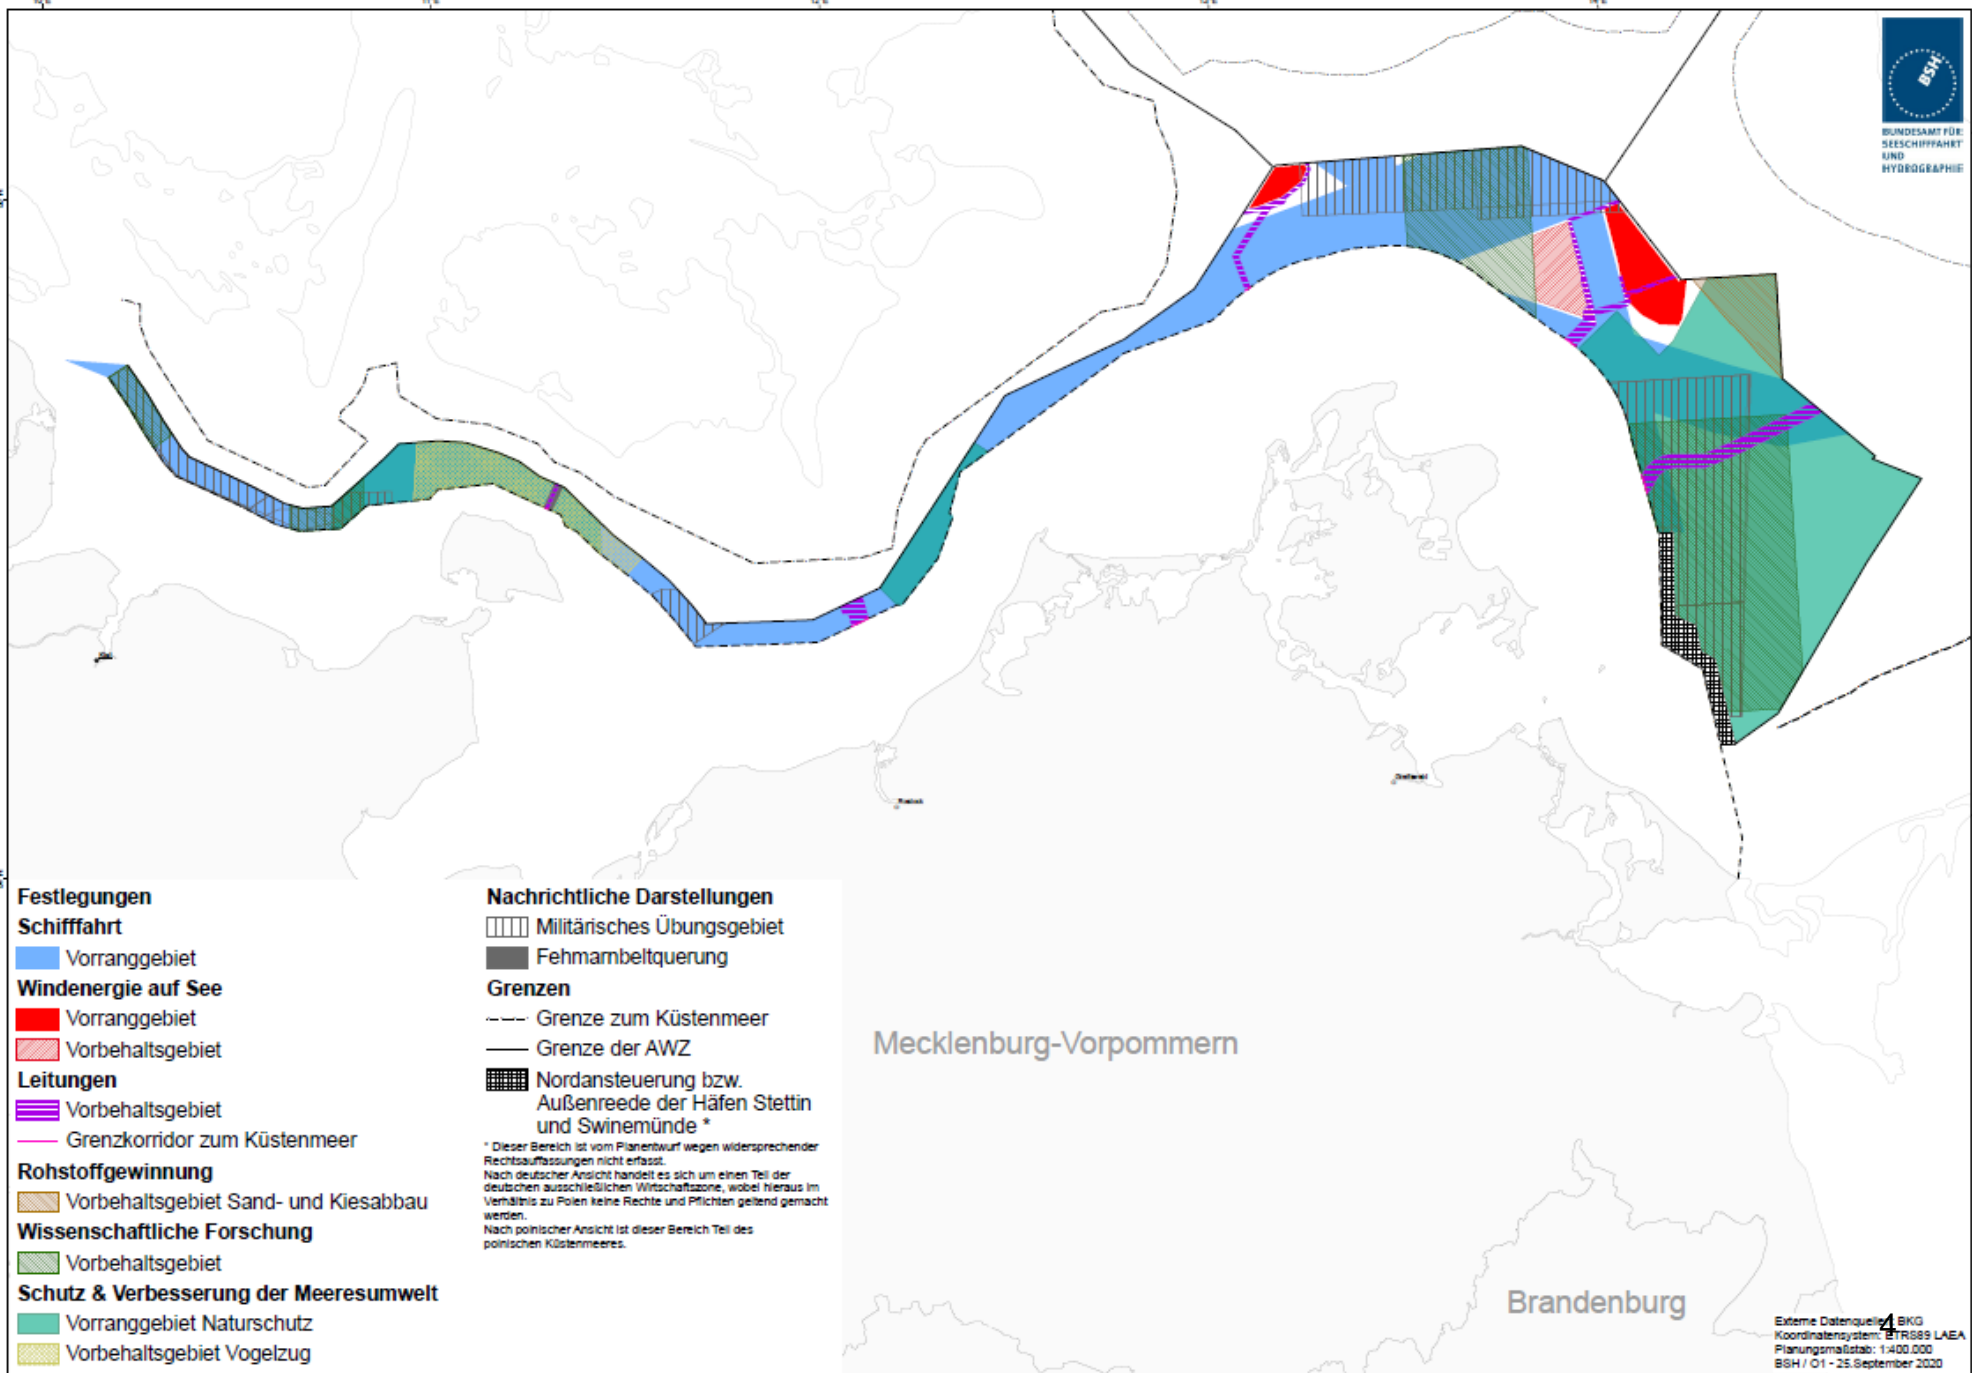 BSH
BUNDESAMT FÜR
SEESCHIFFFAHRT
UND
HYDROGRAPHIE
Kiel
Rostock
Greifswald
Mecklenburg-Vorpommern
Brandenburg
Festlegungen
Schifffahrt
Vorranggebiet
Windenergie auf See
Vorranggebiet
Vorbehaltsgebiet
Leitungen
Vorbehaltsgebiet
Grenzkorridor zum Küstenmeer
Rohstoffgewinnung
Vorbehaltsgebiet Sand- und Kiesabbau
Wissenschaftliche Forschung
Vorbehaltsgebiet
Schutz & Verbesserung der Meeresumwelt
Vorranggebiet Naturschutz
Vorbehaltsgebiet Vogelzug
Nachrichtliche Darstellungen
Militärisches Übungsgebiet
Fehmarnbeltquerung
Grenzen
Grenze zum Küstenmeer
Grenze der AWZ
Nordansteuerung bzw.
Außenreede der Häfen Stettin
und Swinemünde *
* Dieser Bereich ist vom Planentwurf wegen widersprechender
Rechtsauffassungen nicht erfasst.
Nach deutscher Ansicht handelt es sich um einen Teil der
deutschen ausschließlichen Wirtschaftszone, wobei hieraus im
Verhältnis zu Polen keine Rechte und Pflichten geltend gemacht
werden.
Nach polnischer Ansicht ist dieser Bereich Teil des
polnischen Küstenmeeres.
Externe Datenquelle: BKG
4
Koordinatensystem: ETRS89 LAEA
Planungsmaßstab: 1:400.000
BSH / O1 - 25.September 2020